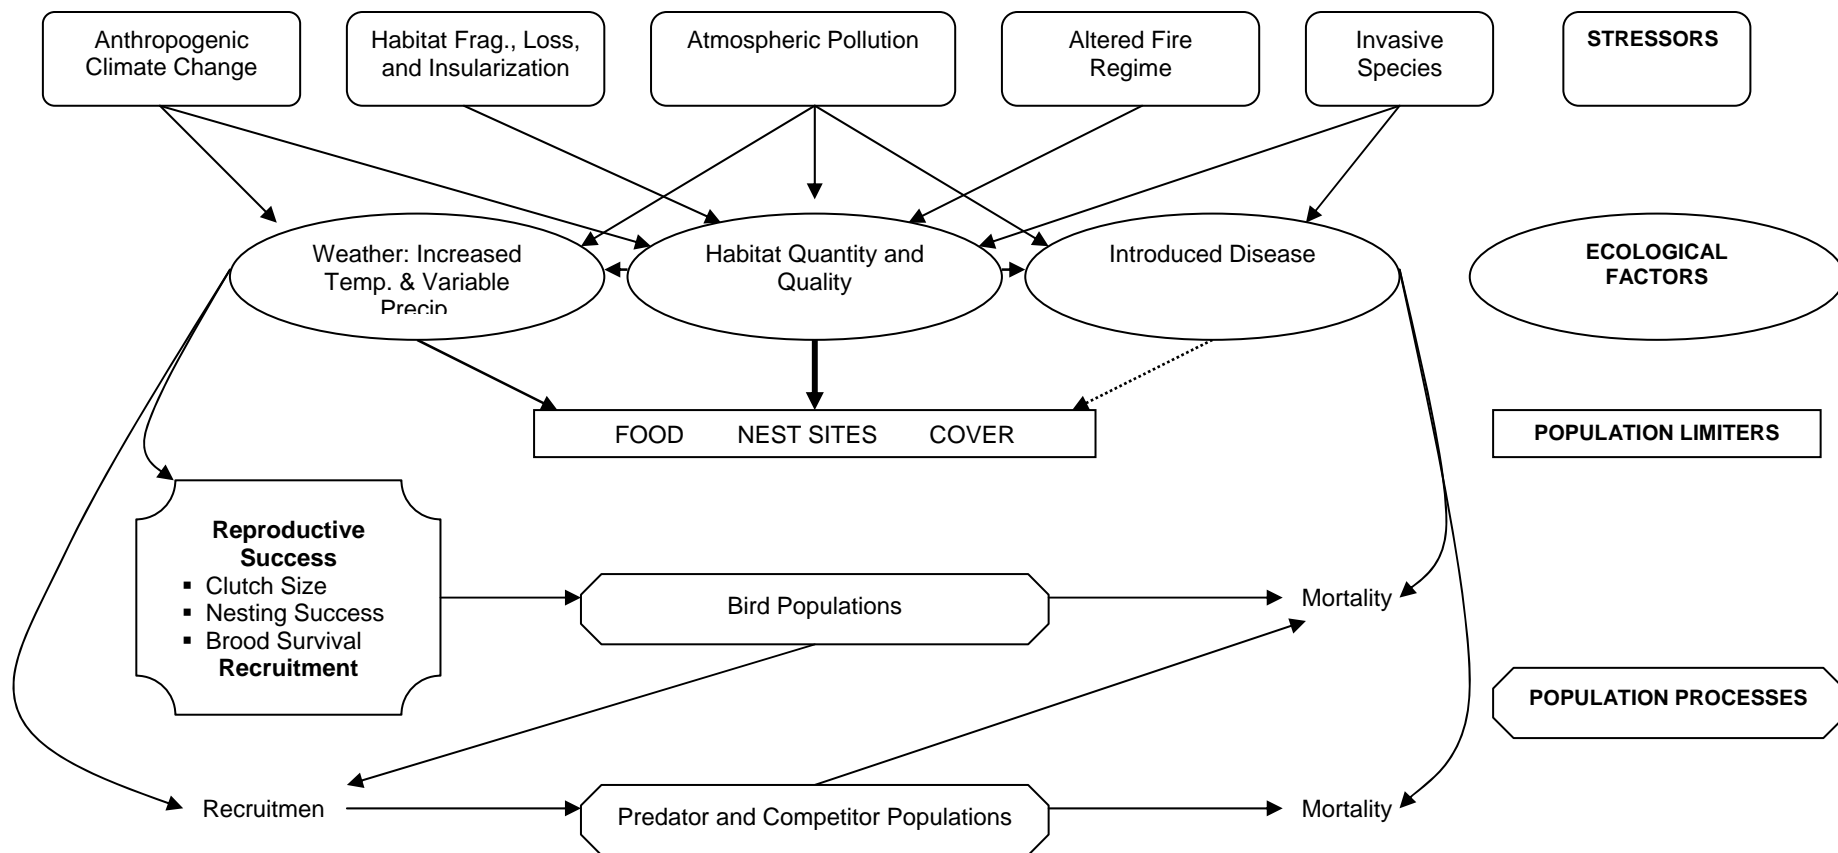 Anthropogenic
Climate Change
Habitat Frag., Loss,
and Insularization
Atmospheric Pollution
Altered Fire
Regime
Invasive
Species
STRESSORS
Weather: Increased
Temp. & Variable
Precip
Habitat Quantity and
Quality
Introduced Disease
ECOLOGICAL
FACTORS
FOOD NEST SITES COVER
POPULATION LIMITERS
Reproductive
Success
▪ Clutch Size
▪ Nesting Success
▪ Brood Survival
Recruitment
Bird Populations
Mortality
POPULATION PROCESSES
Recruitmen
Predator and Competitor Populations
Mortality